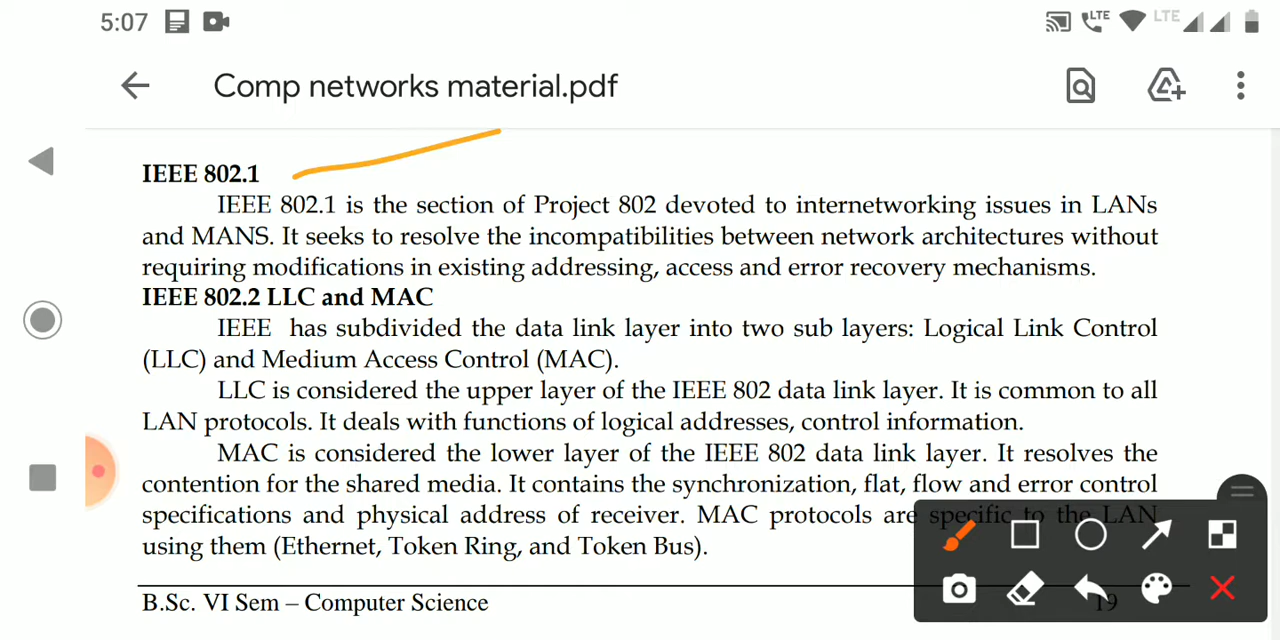 5:07 LTE LTE
Comp networks material.pdf
IEEE 802.1
IEEE 802.1 is the section of Project 802 devoted to internetworking issues in LANs
and MANS. It seeks to resolve the incompatibilities between network architectures without
requiring modifications in existing addressing, access and error recovery mechanisms.
IEEE 802.2 LLC and MAC
IEEE has subdivided the data link layer into two sub layers: Logical Link Control
(LLC) and Medium Access Control (MAC).
LLC is considered the upper layer of the IEEE 802 data link layer. It is common to all
LAN protocols. It deals with functions of logical addresses, control information.
MAC is considered the lower layer of the IEEE 802 data link layer. It resolves the
contention for the shared media. It contains the synchronization, flat, flow and error control
specifications and physical address of receiver. MAC protocols are specific to the LAN
using them (Ethernet, Token Ring, and Token Bus).
B.Sc. VI Sem – Computer Science 19